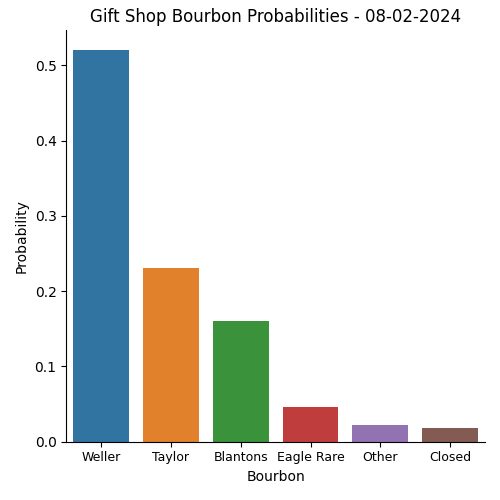 Gift Shop Bourbon Probabilities - 08-02-2024
0.5
0.4
0.3
0.2
0.1
0.0
Probability
Weller Taylor Blantons Eagle Rare Other Closed
Bourbon